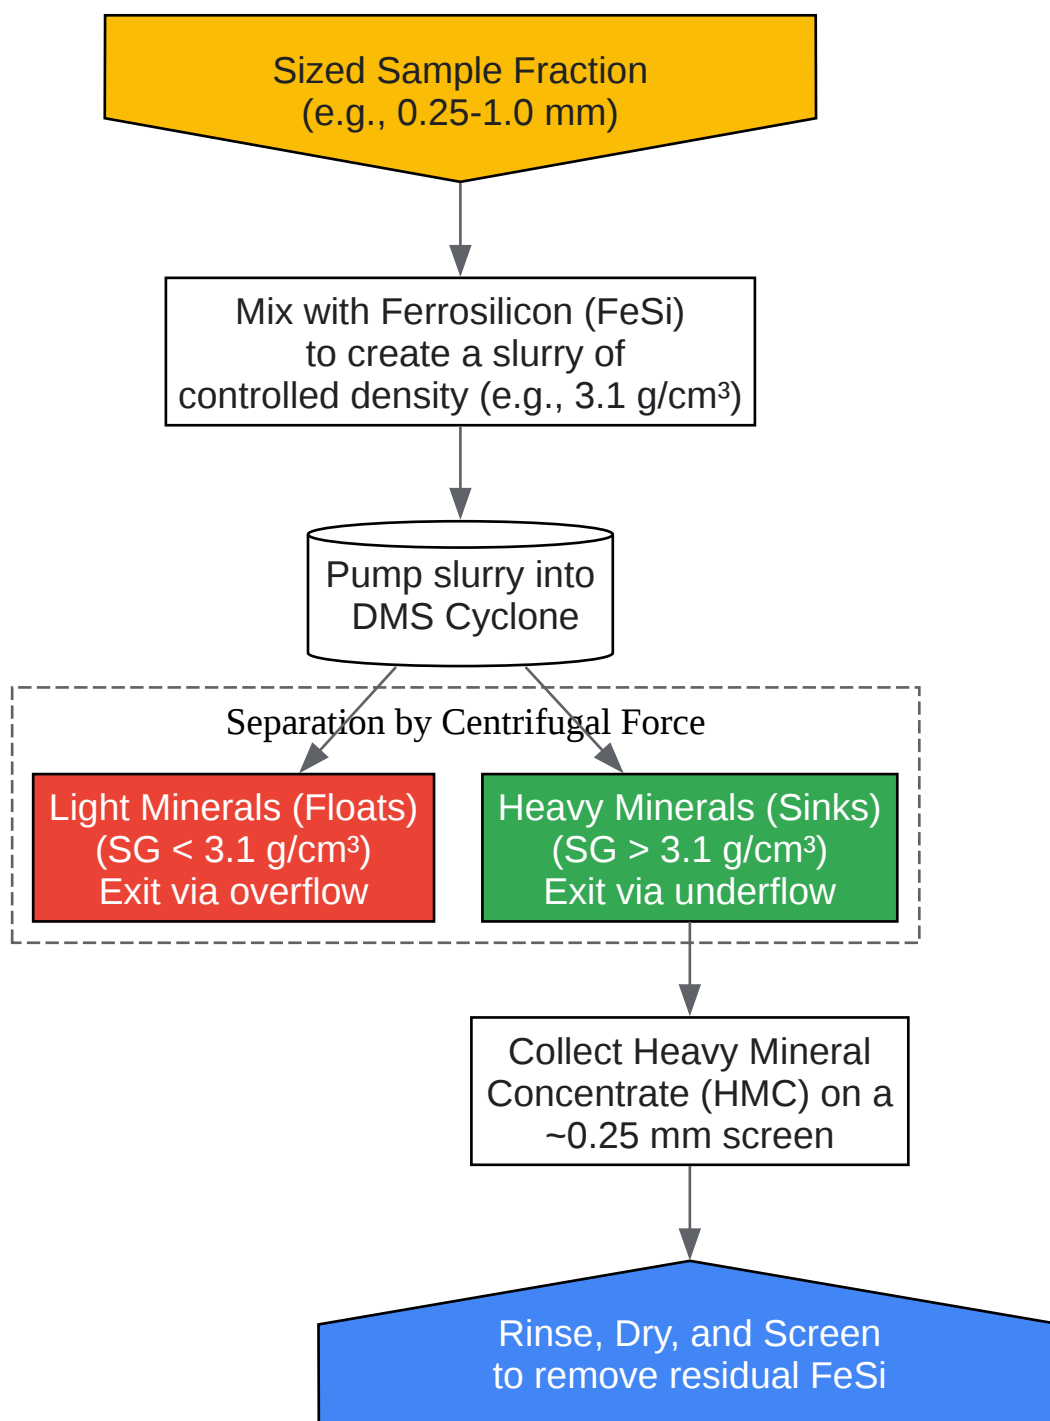 Sized Sample Fraction
(e.g., 0.25-1.0 mm)
Mix with Ferrosilicon (FeSi)
to create a slurry of
controlled density (e.g., 3.1 g/cm³)
Pump slurry into
DMS Cyclone
Separation by Centrifugal Force
Light Minerals (Floats)
(SG < 3.1 g/cm³)
Exit via overflow
Heavy Minerals (Sinks)
(SG > 3.1 g/cm³)
Exit via underflow
Collect Heavy Mineral
Concentrate (HMC) on a
~0.25 mm screen
Rinse, Dry, and Screen
to remove residual FeSi